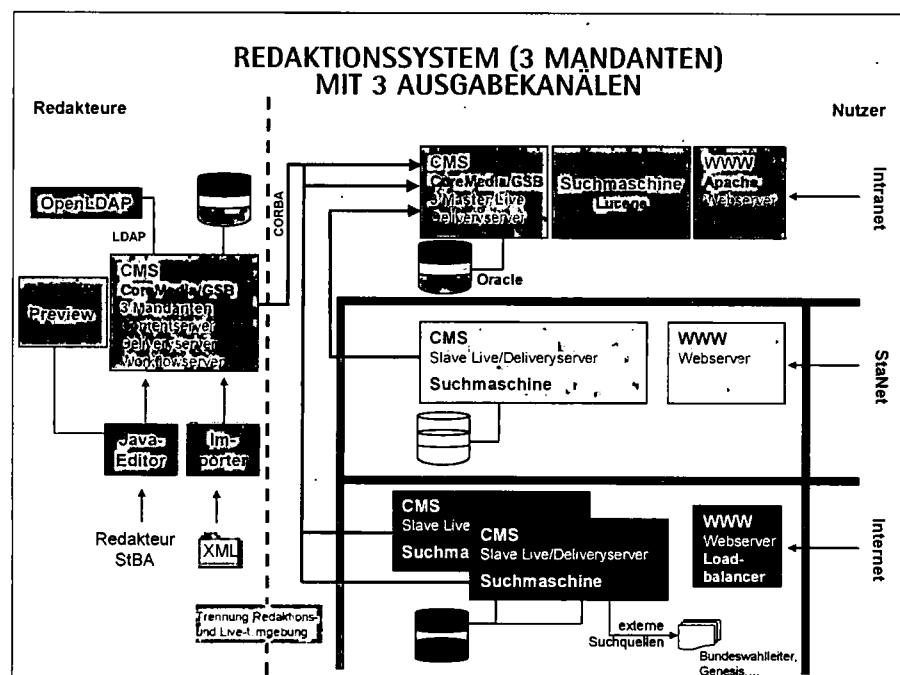 REDAKTIONSSYSTEM (3 MANDANTEN)
MIT 3 AUSGABEKANÄLEN
Redakteure
Nutzer
OpenLDAP
LDAP
CORBA
CMS
CoreMedia/GSB
3 Mandanten
Contentserver
Deliveryserver
Workflowserver
Preview
Java-
Editor
Im-
porter
Redakteur
StBA
XML
Trennung Redaktions-
und Live-Umgebung
CMS
CoreMedia/GSB
3 Master Live
Deliveryserver
Suchmaschine
Lucene
WWW
Apache
Webserver
Intranet
Oracle
CMS
Slave Live/Deliveryserver
Suchmaschine
WWW
Webserver
StaNet
CMS
Slave Live
Suchma
CMS
Slave Live/Deliveryserver
Suchmaschine
WWW
Webserver
Load-
balancer
Internet
externe
Suchquellen
Bundeswahlleiter,
Genesis, ...